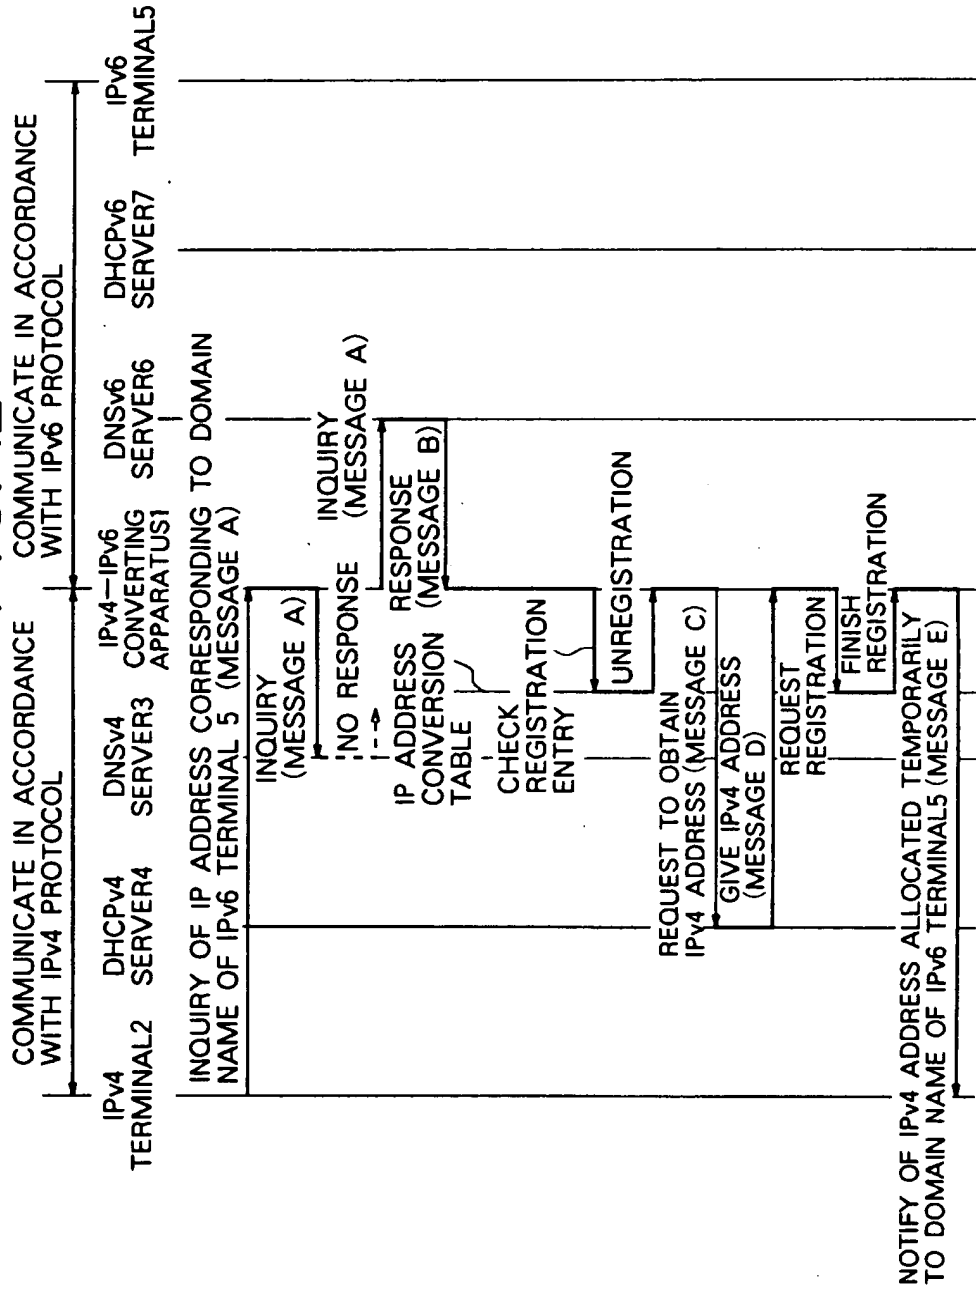 COMMUNICATE IN ACCORDANCE
WITH IPv4 PROTOCOL
COMMUNICATE IN ACCORDANCE
WITH IPv6 PROTOCOL
IPv4
TERMINAL2
DHCPv4
SERVER4
DNSv4
SERVER3
IPv4-IPv6
CONVERTING
APPARATUS1
DNSv6
SERVER6
DHCPv6
SERVER7
IPv6
TERMINAL5
INQUIRY OF IP ADDRESS CORRESPONDING TO DOMAIN
NAME OF IPv6 TERMINAL 5 (MESSAGE A)
INQUIRY
(MESSAGE A)
NO RESPONSE
INQUIRY
(MESSAGE A)
IP ADDRESS
CONVERSION
TABLE
RESPONSE
(MESSAGE B)
CHECK
REGISTRATION
ENTRY
UNREGISTRATION
REQUEST TO OBTAIN
IPv4 ADDRESS (MESSAGE C)
GIVE IPv4 ADDRESS
(MESSAGE D)
REQUEST
REGISTRATION
FINISH
REGISTRATION
NOTIFY OF IPv4 ADDRESS ALLOCATED TEMPORARILY
TO DOMAIN NAME OF IPv6 TERMINAL5 (MESSAGE E)